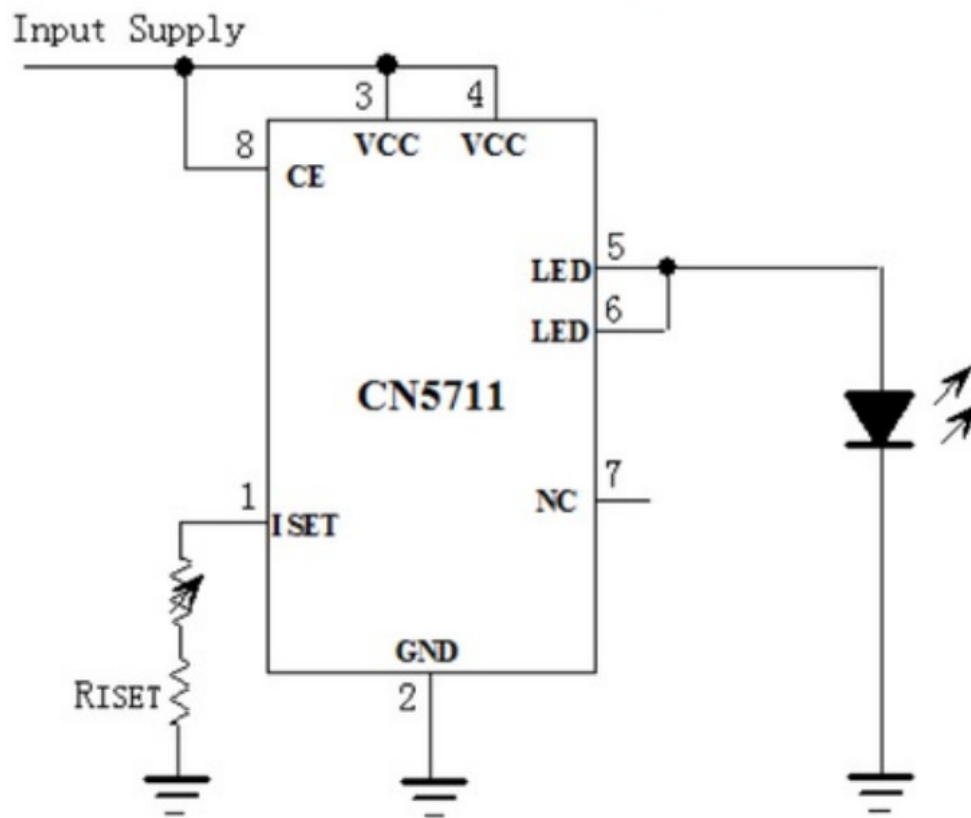 Input Supply
3 4
VCC VCC
8
CE
5
LED
6
LED
CN5711
7
NC
1
ISET
GND
RISET
2